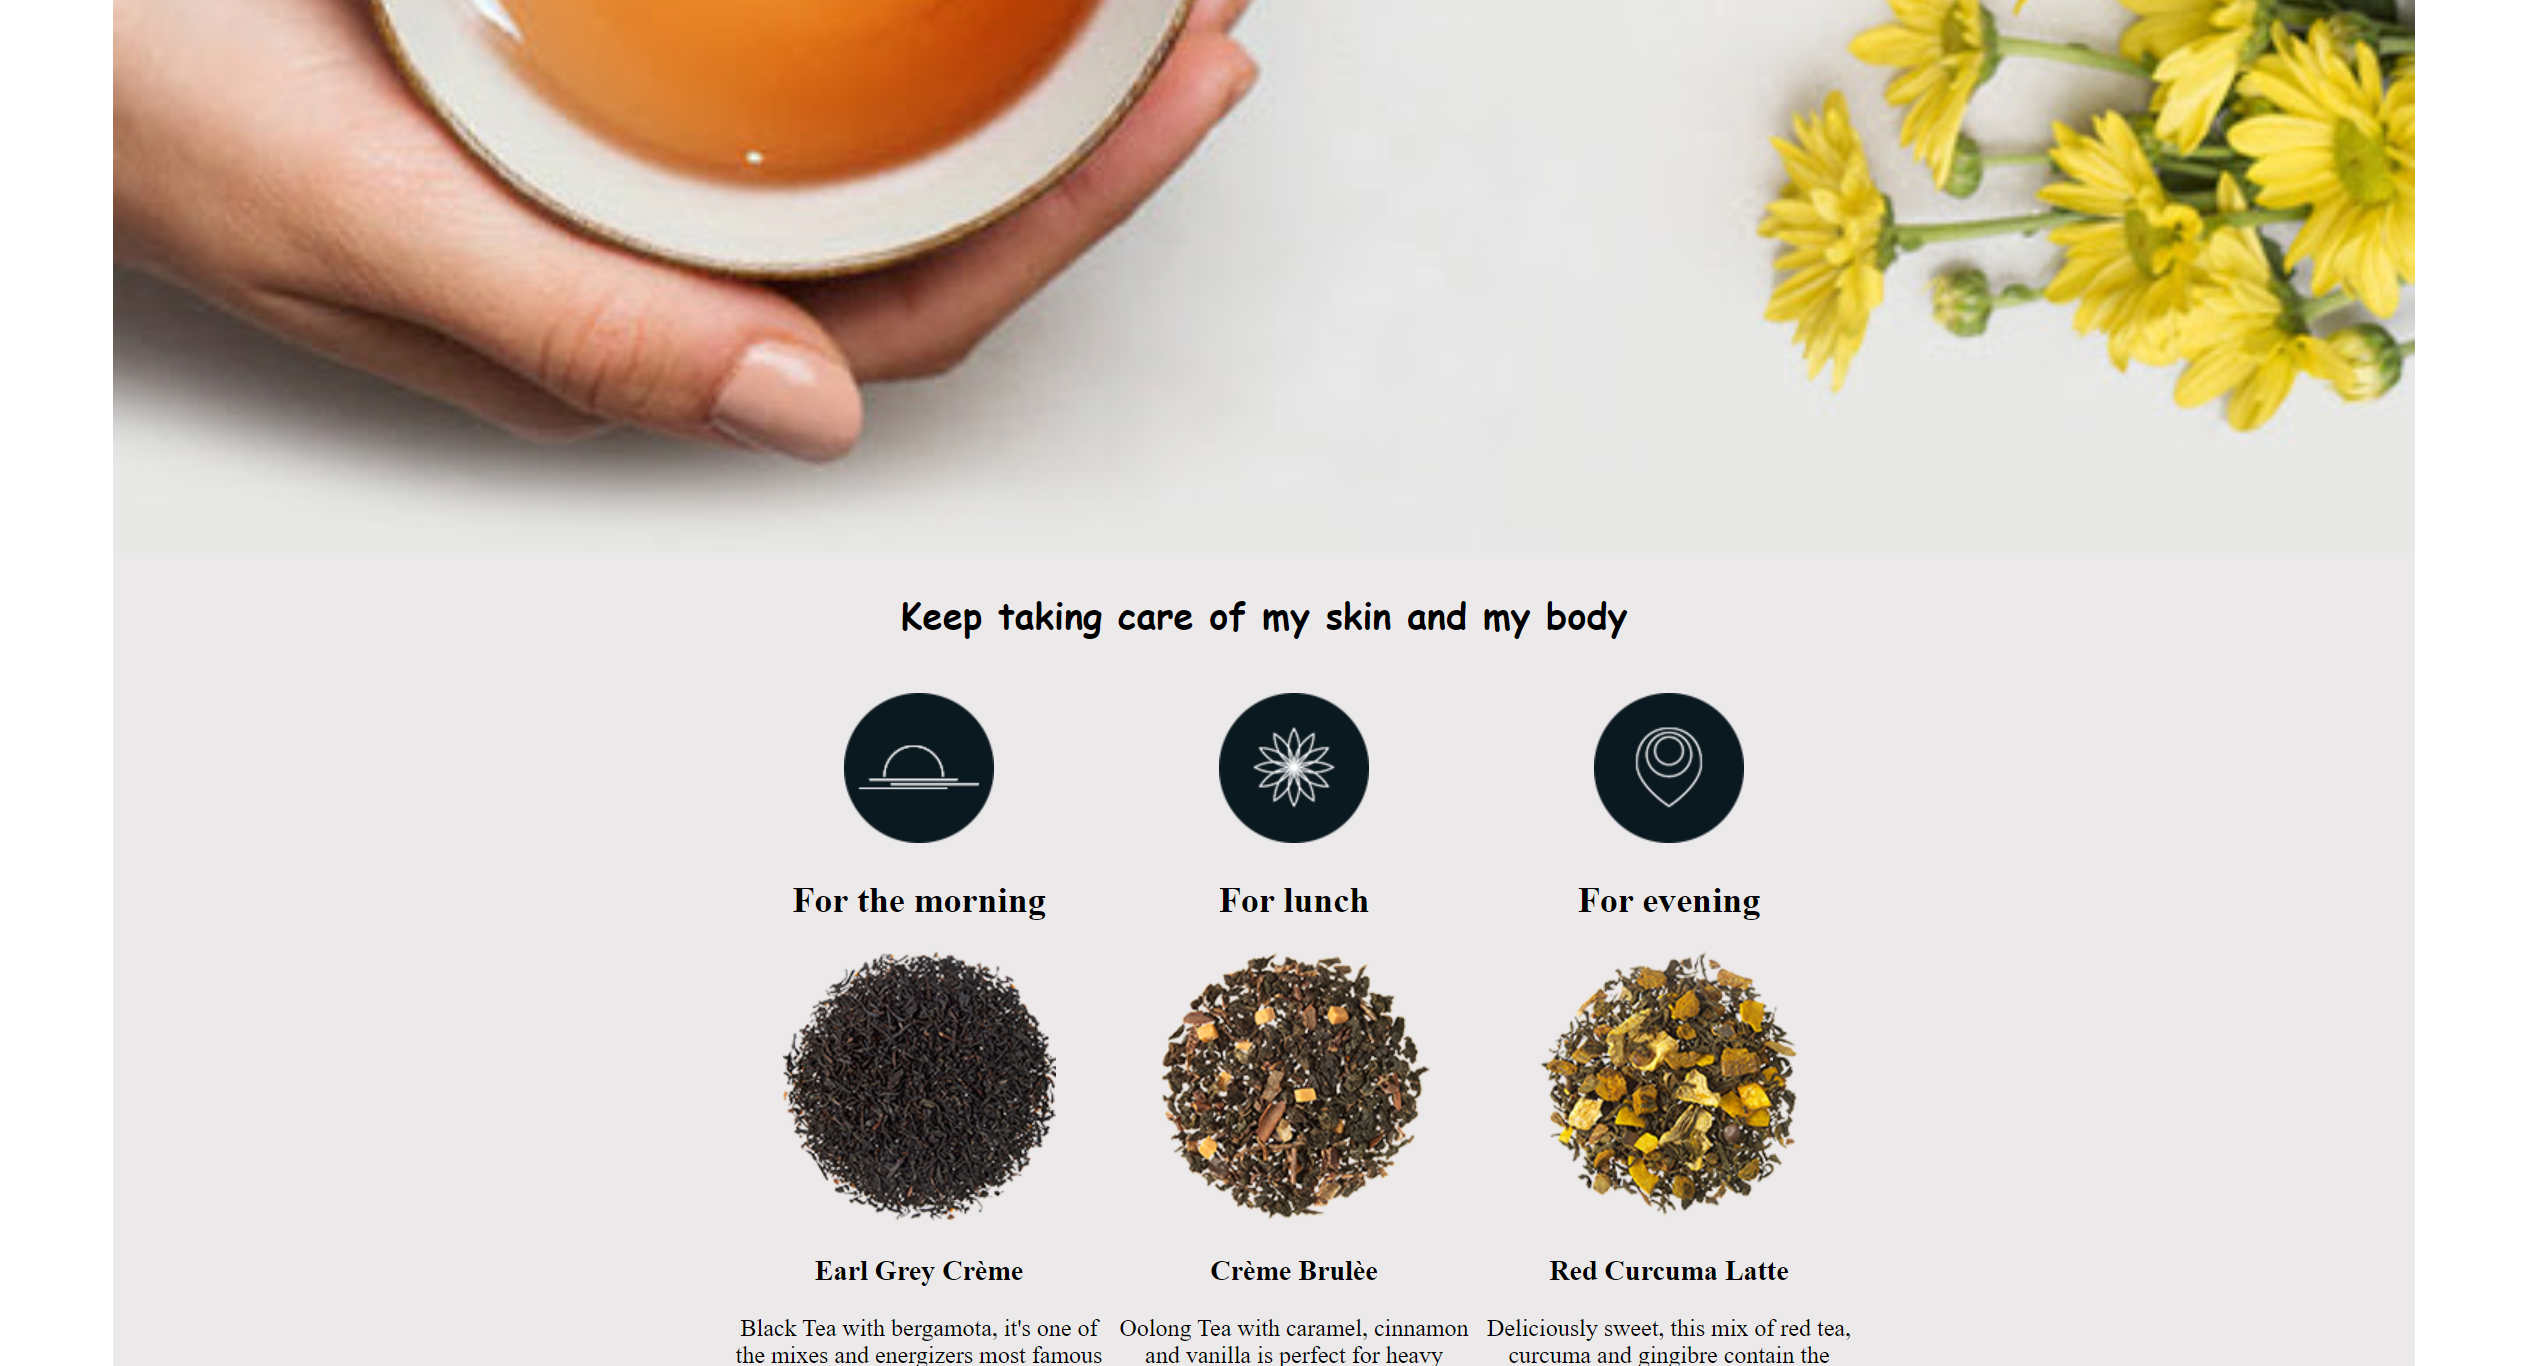 Keep taking care of my skin and my body
For the morning
For lunch
For evening
Earl Grey Crème
Crème Brulèe
Red Curcuma Latte
Black Tea with bergamota, it's one of
the mixes and energizers most famous
Oolong Tea with caramel, cinnamon
and vanilla is perfect for heavy
Deliciously sweet, this mix of red tea,
curcuma and gingibre contain the